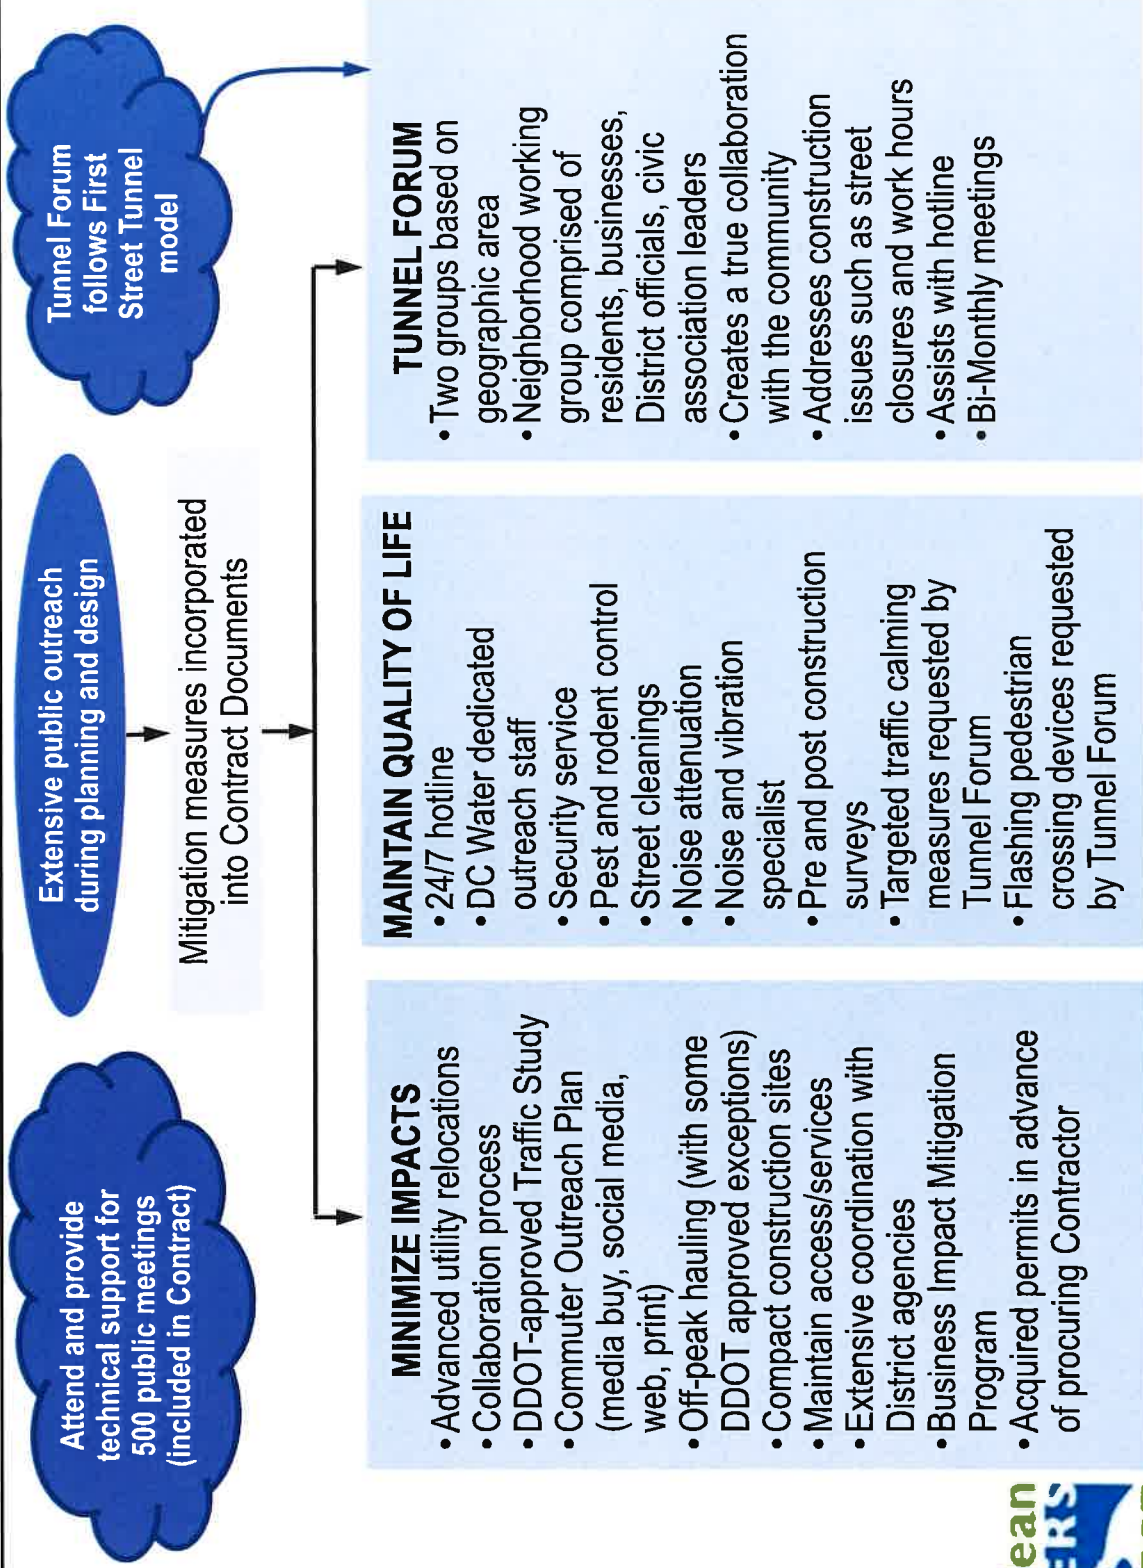 Attend and provide
technical support for
500 public meetings
(included in Contract)
Extensive public outreach
during planning and design
Tunnel Forum
follows First
Street Tunnel
model
Mitigation measures incorporated
into Contract Documents
MINIMIZE IMPACTS
•Advanced utility relocations
•Collaboration process
•DDOT-approved Traffic Study
•Commuter Outreach Plan
(media buy, social media,
web, print)
•Off-peak hauling (with some
DDOT approved exceptions)
•Compact construction sites
•Maintain access/services
•Extensive coordination with
District agencies
•Business Impact Mitigation
Program
•Acquired permits in advance
of procuring Contractor
MAINTAIN QUALITY OF LIFE
•24/7 hotline
•DC Water dedicated
outreach staff
•Security service
•Pest and rodent control
•Street cleanings
•Noise attenuation
•Noise and vibration
specialist
•Pre and post construction
surveys
•Targeted traffic calming
measures requested by
Tunnel Forum
•Flashing pedestrian
crossing devices requested
by Tunnel Forum
TUNNEL FORUM
•Two groups based on
geographic area
•Neighborhood working
group comprised of
residents, businesses,
District officials, civic
association leaders
•Creates a true collaboration
with the community
•Addresses construction
issues such as street
closures and work hours
•Assists with hotline
•Bi-Monthly meetings